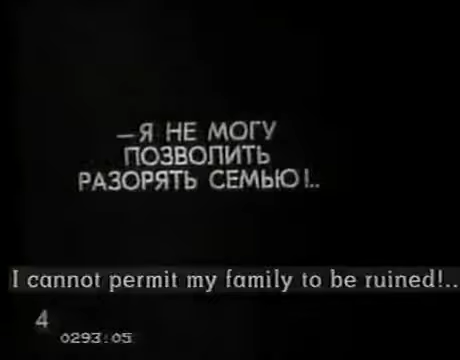 —Я НЕ МОГУ
ПОЗВОЛИТЬ
РАЗОРЯТЬ СЕМЬЮ!..
I cannot permit my family to be ruined!..
4
0293:05